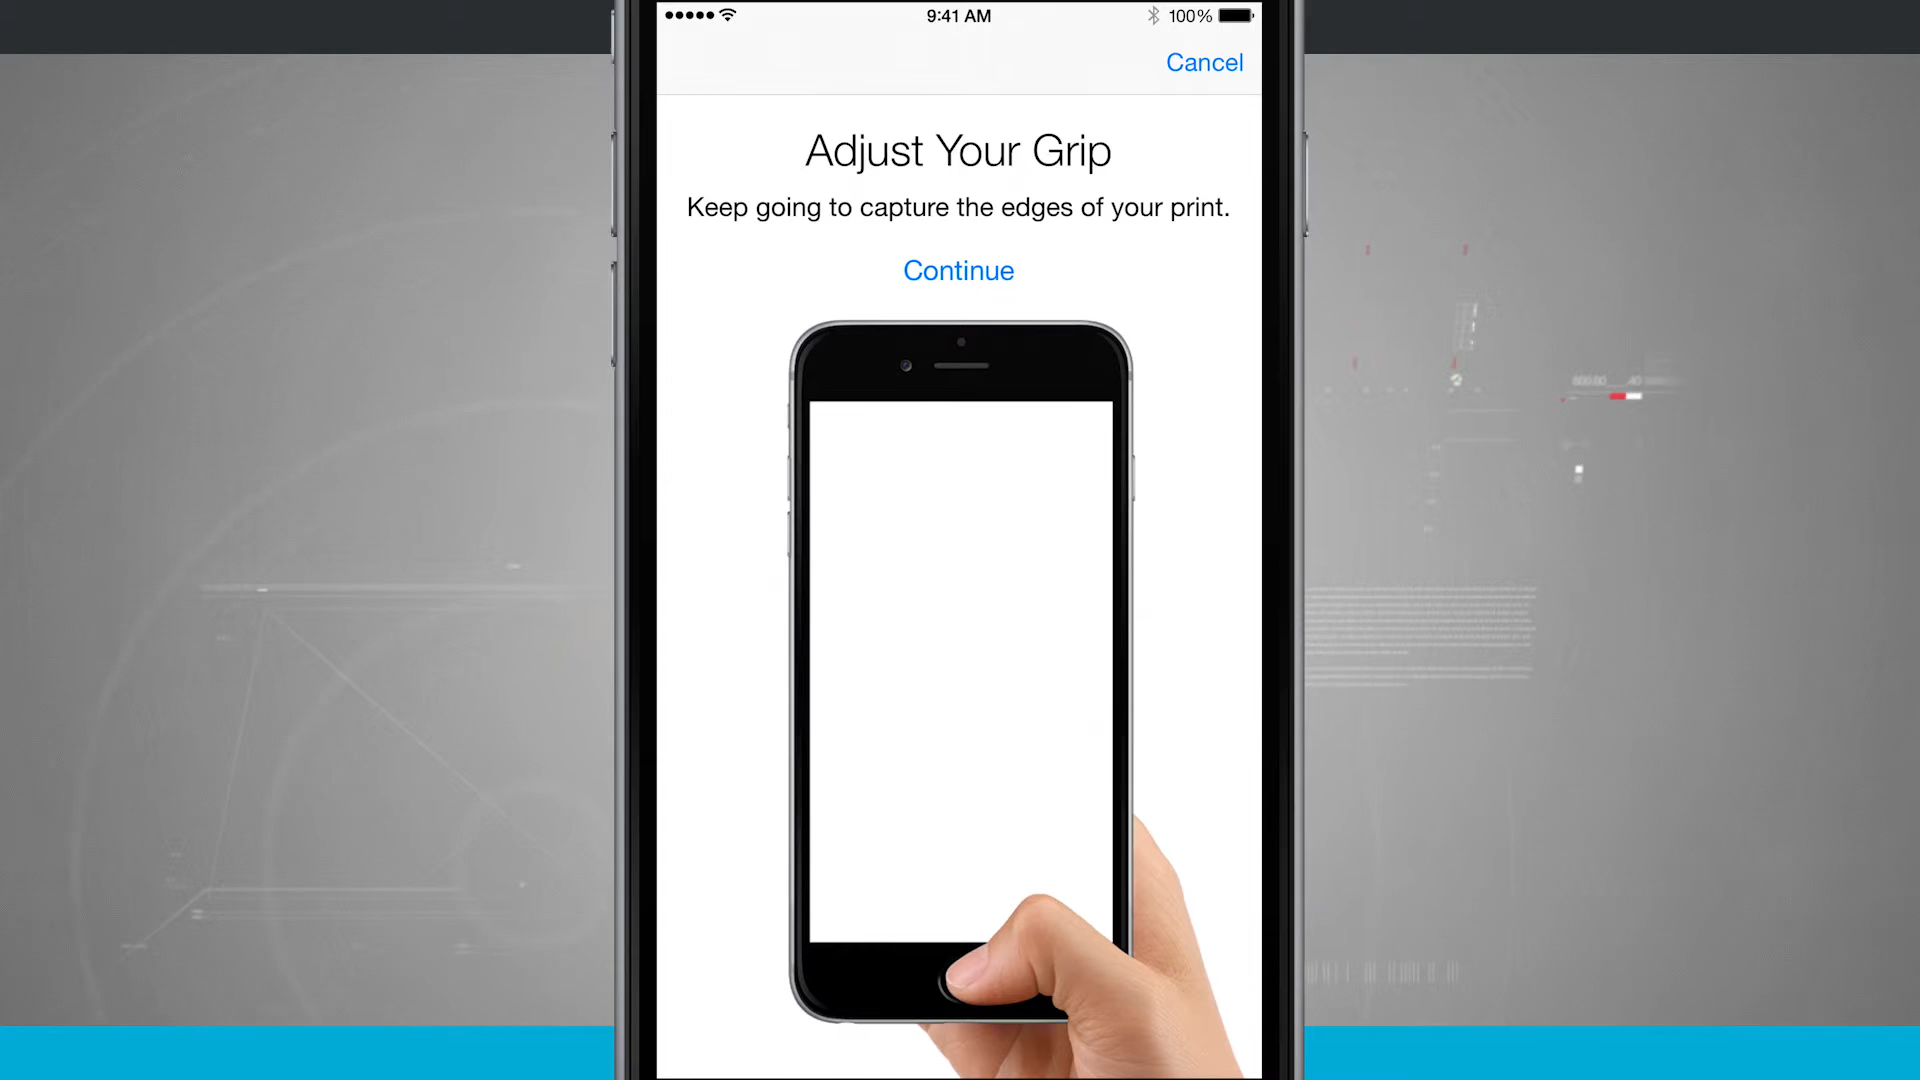 9:41 AM
100%
Cancel
Adjust Your Grip
Keep going to capture the edges of your print.
Continue